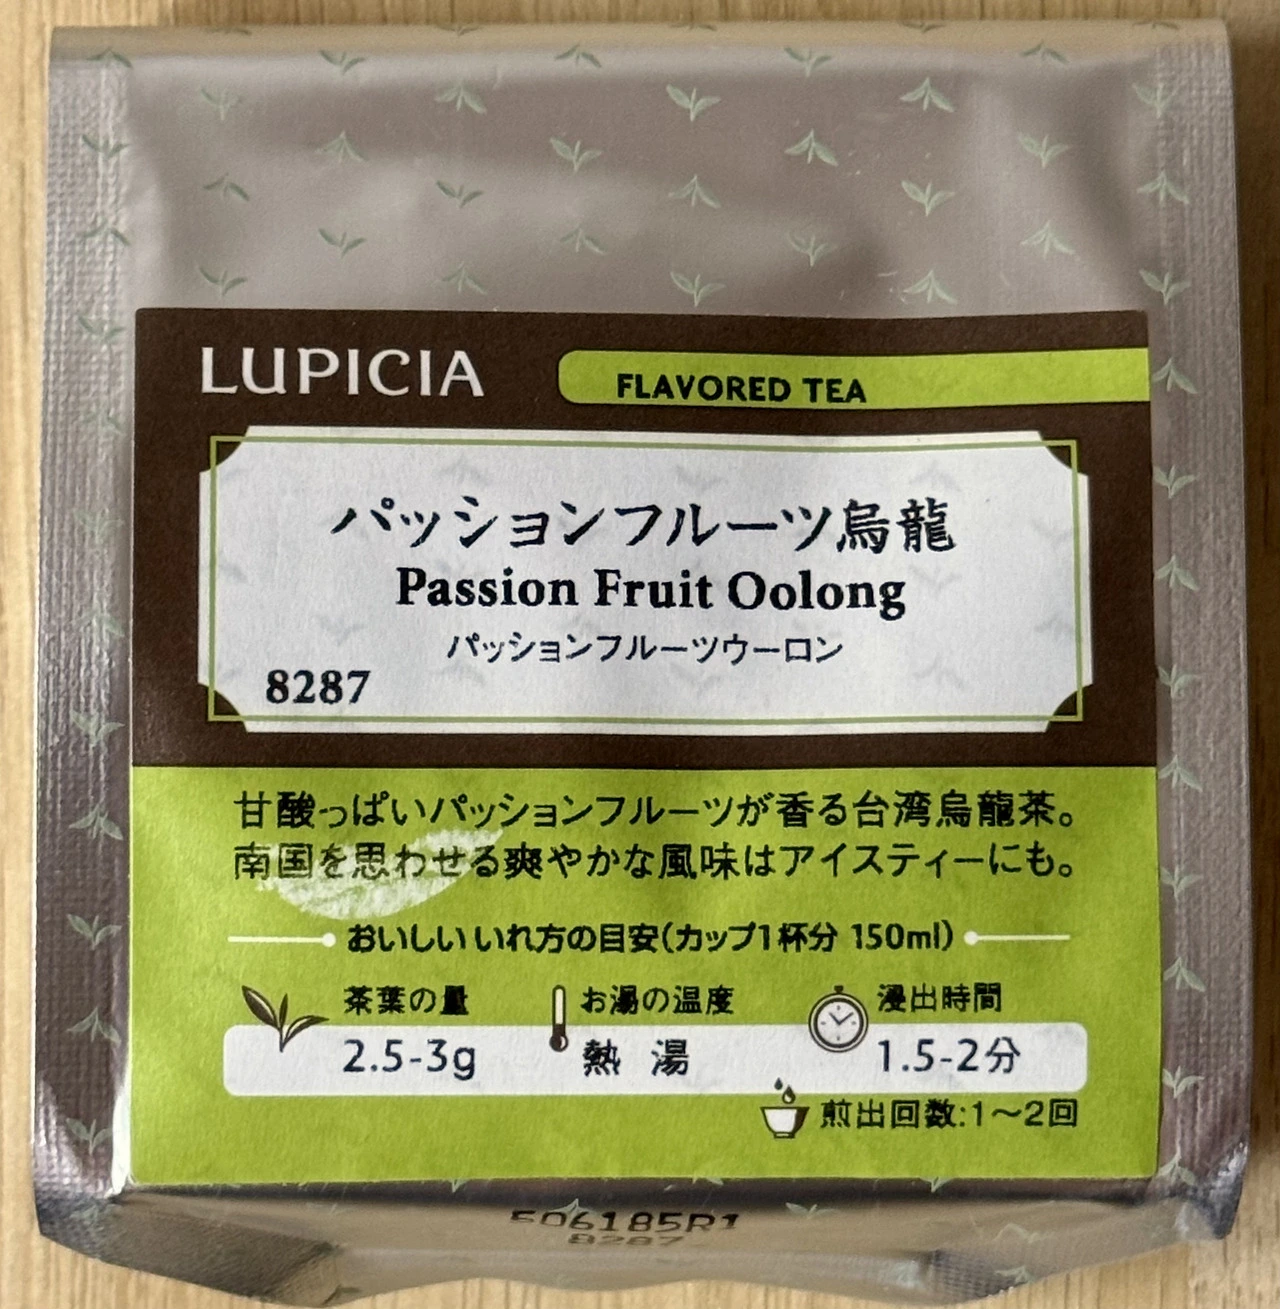 LUPICIA
FLAVORED TEA
パッションフルーツ烏龍
Passion Fruit Oolong
パッションフルーツウーロン
8287
甘酸っぱいパッションフルーツが香る台湾烏龍茶。
南国を思わせる爽やかな風味はアイスティーにも。
おいしいいれ方の目安(カップ1杯分 150ml)
茶葉の量 お湯の温度 浸出時間
2.5-3g 熱 湯 1.5-2分
煎出回数:1〜2回
506185R1
8287